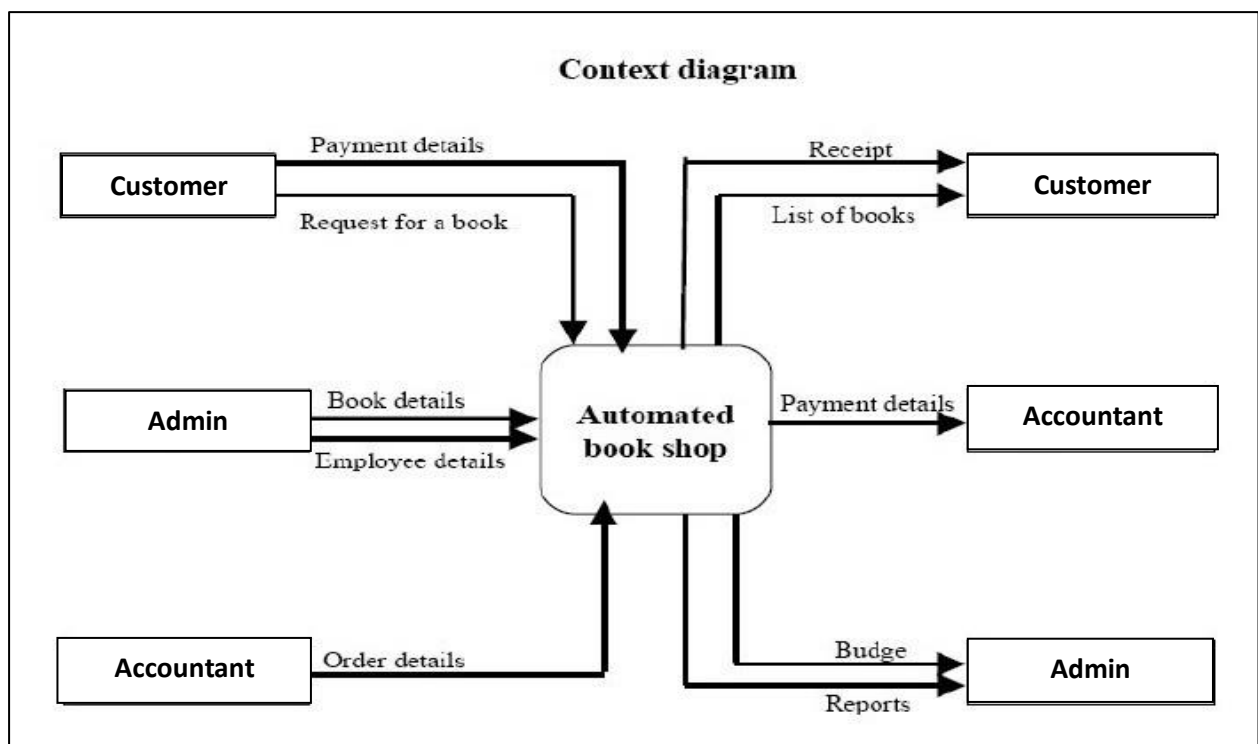 Context diagram
Payment details
Receipt
Customer
Customer
Request for a book
List of books
Book details
Payment details
Admin
Automated
book shop
Accountant
Employee details
Accountant
Order details
Budge
Admin
Reports